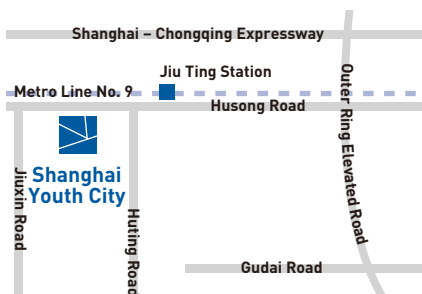 Shanghai – Chongqing Expressway
Jiu Ting Station
Metro Line No. 9
Husong Road
Outer Ring Elevated Road
Shanghai
Youth City
Jiuxin Road
Huting Road
Gudai Road